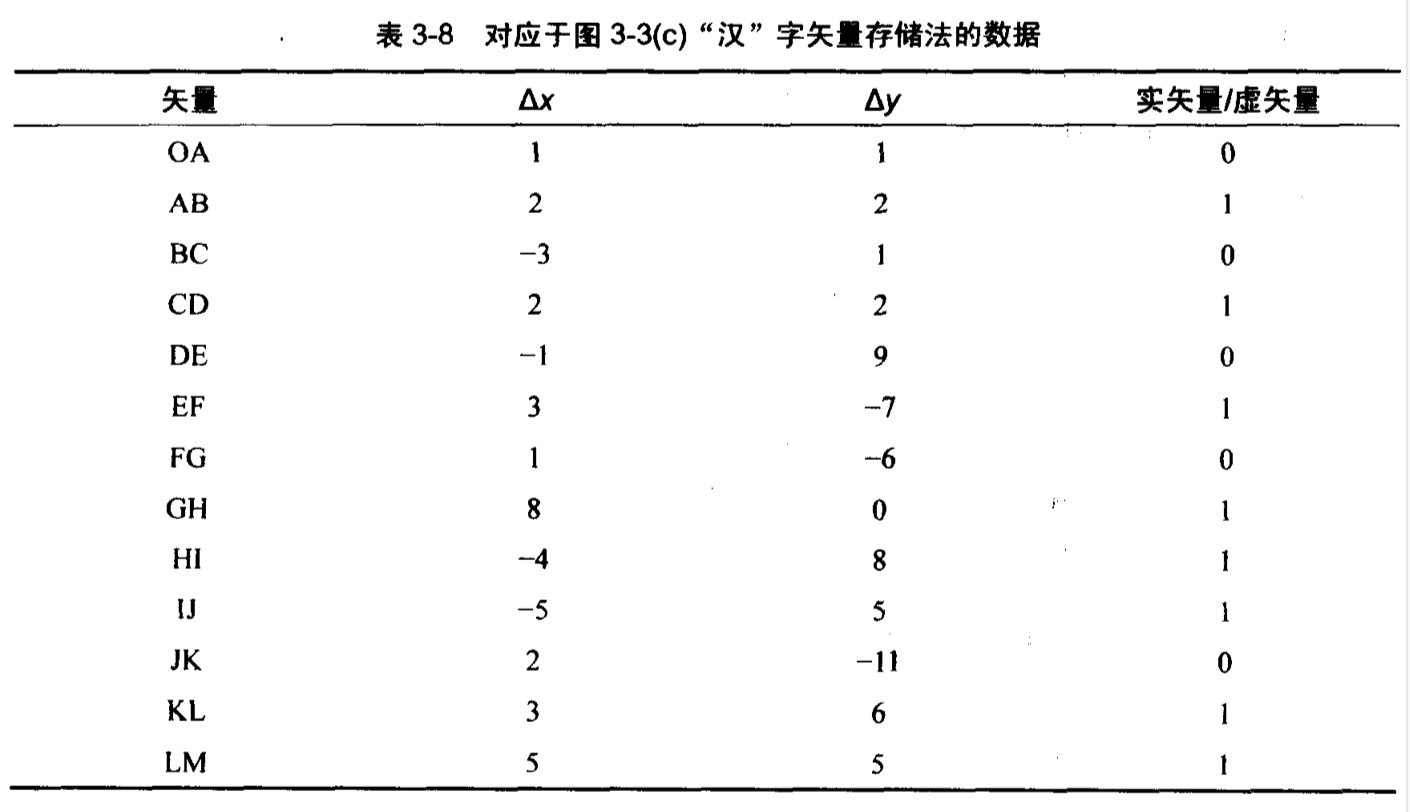 表 3-8 对应于图 3-3(c) “汉” 字矢量存储法的数据
矢量 Δx Δy 实矢量/虚矢量
OA 1 1 0
AB 2 2 1
BC −3 1 0
CD 2 2 1
DE −1 9 0
EF 3 −7 1
FG 1 −6 0
GH 8 0 1
HI −4 8 1
IJ −5 5 1
JK 2 −11 0
KL 3 6 1
LM 5 5 1